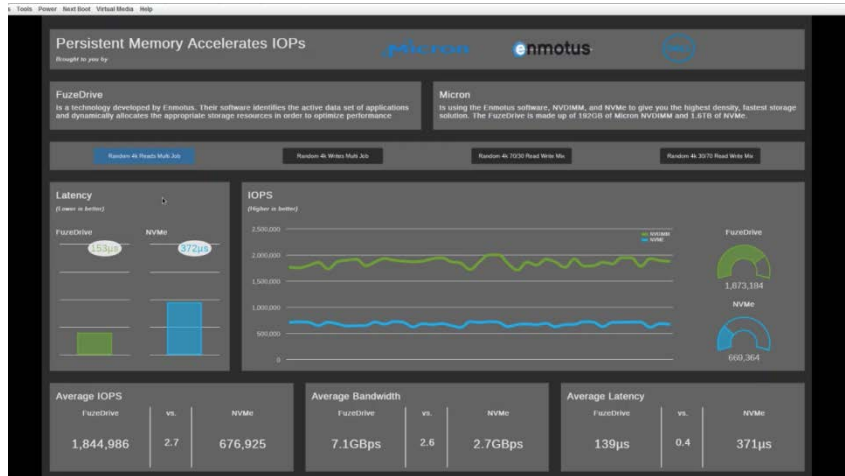 Tools Power Next Boot Virtual Media Help
Persistent Memory Accelerates IOPs
Brought to you by
Micron
enmotus
FuzeDrive
Is a technology developed by Enmotus. Their software identifies the active data set of applications
and dynamically allocates the appropriate storage resources in order to optimize performance
Micron
Is using the Enmotus software, NVDIMM, and NVMe to give you the highest density, fastest storage
solution. The FuzeDrive is made up of 192GB of Micron NVDIMM and 1.6TB of NVMe.
Random 4k Reads Multi Job
Random 4k Writes Multi Job
Random 4k 70/30 Read Write Mix
Random 4k 30/70 Read Write Mix
Latency
(Lower is better)
FuzeDrive NVMe
153µs 372µs
IOPS
(Higher is better)
2,500,000
2,000,000
1,500,000
1,000,000
500,000
0
NVDIMM
NVME
FuzeDrive
1,873,184
NVMe
669,364
Average IOPS
FuzeDrive vs. NVMe
1,844,986 2.7 676,925
Average Bandwidth
FuzeDrive vs. NVMe
7.1GBps 2.6 2.7GBps
Average Latency
FuzeDrive vs. NVMe
139µs 0.4 371µs